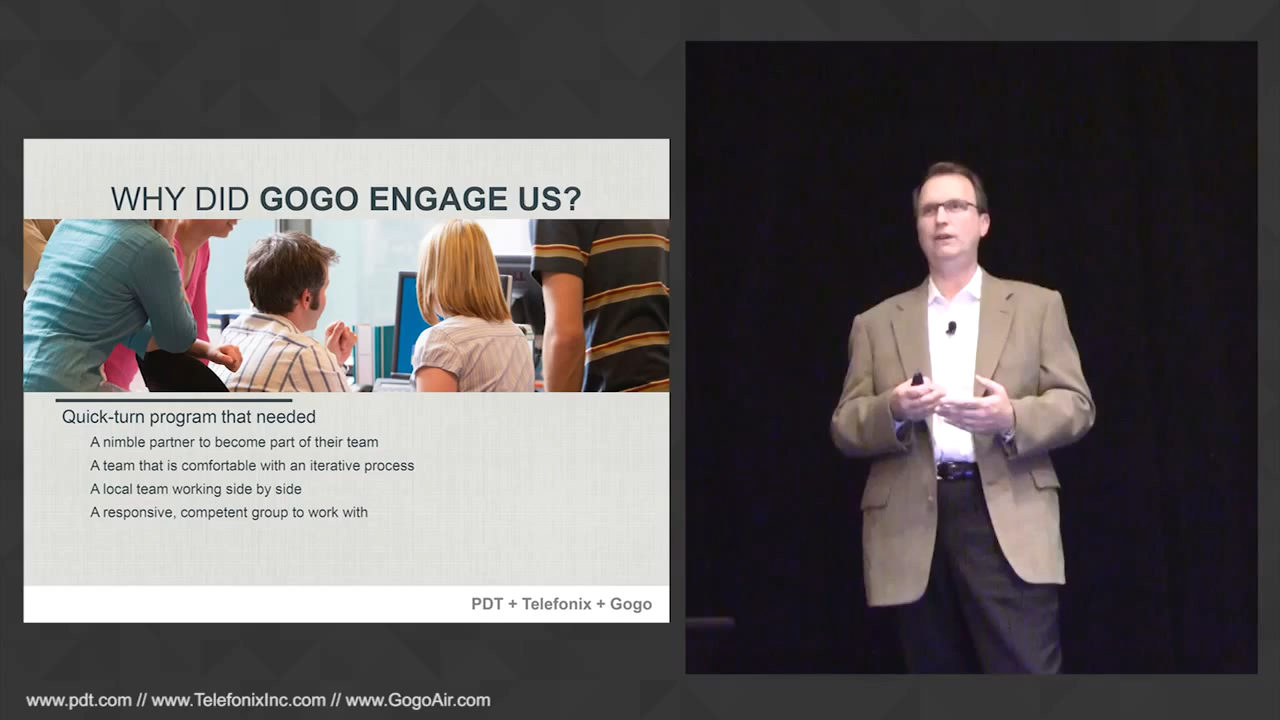 WHY DID GOGO ENGAGE US?
Quick-turn program that needed
A nimble partner to become part of their team
A team that is comfortable with an iterative process
A local team working side by side
A responsive, competent group to work with
PDT + Telefonix + Gogo
www.pdt.com // www.TelefonixInc.com // www.GogoAir.com